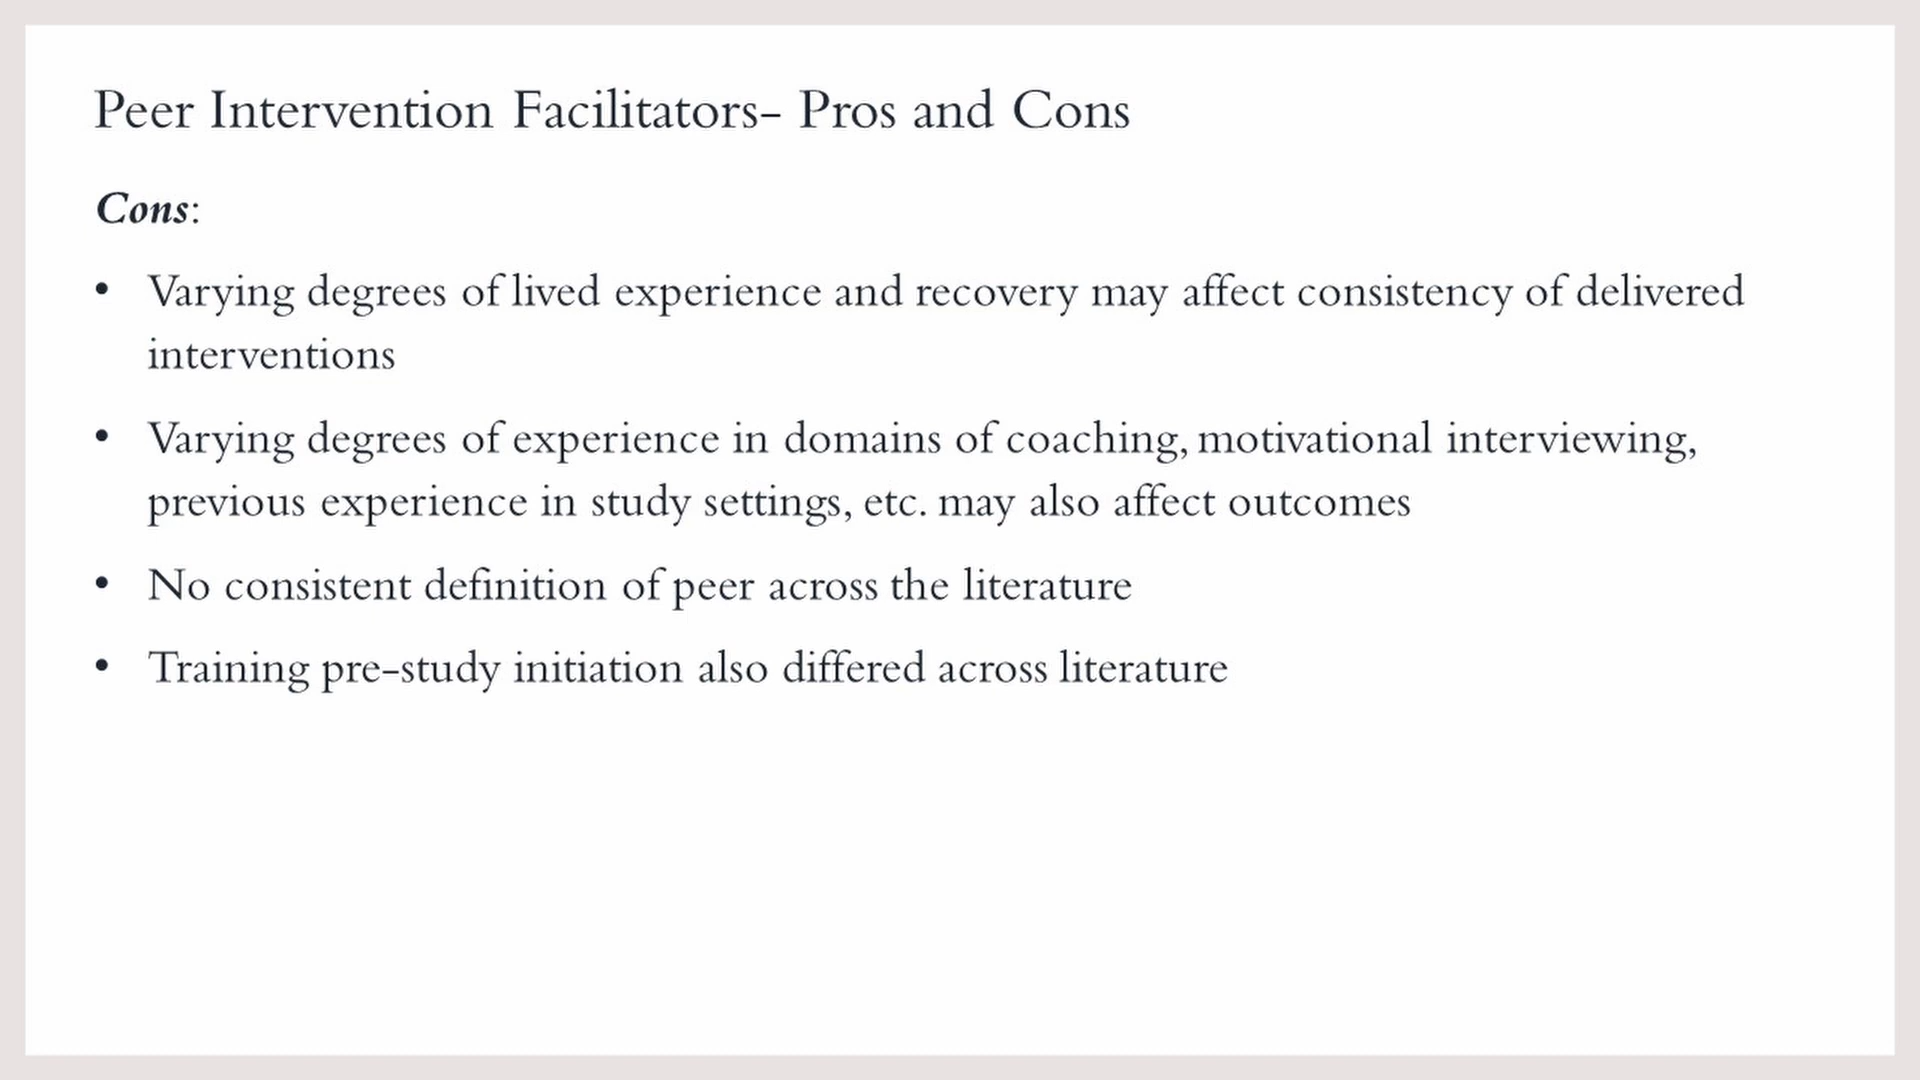 Peer Intervention Facilitators- Pros and Cons
Cons:
• Varying degrees of lived experience and recovery may affect consistency of delivered
interventions
• Varying degrees of experience in domains of coaching, motivational interviewing,
previous experience in study settings, etc. may also affect outcomes
• No consistent definition of peer across the literature
• Training pre-study initiation also differed across literature